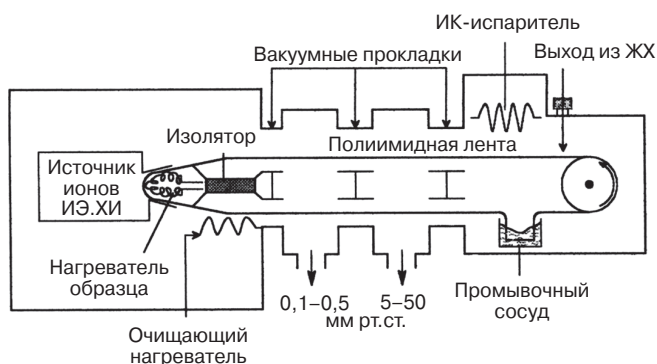 ИК-испаритель
Вакуумные прокладки
Выход из ЖХ
Изолятор
Полиимидная лента
Источник
ионов
ИЭ.ХИ
Нагреватель
образца
0,1–0,5
5–50
мм рт.ст.
Промывочный
сосуд
Очищающий
нагреватель